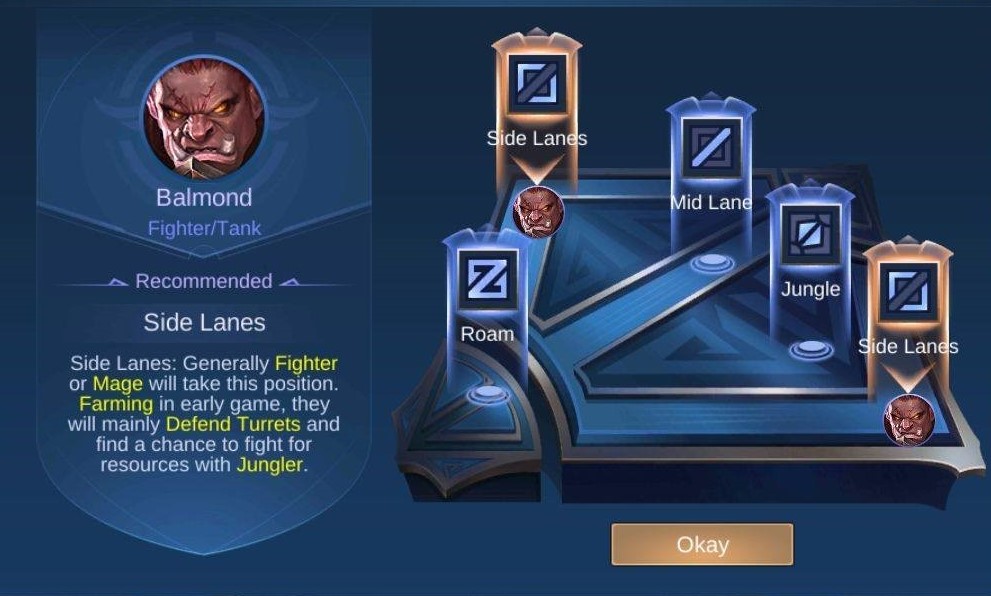 Balmond
Fighter/Tank
Recommended
Side Lanes
Side Lanes: Generally Fighter
or Mage will take this position.
Farming in early game, they
will mainly Defend Turrets and
find a chance to fight for
resources with Jungler.
Side Lanes
Mid Lane
Jungle
Roam
Side Lanes
Okay